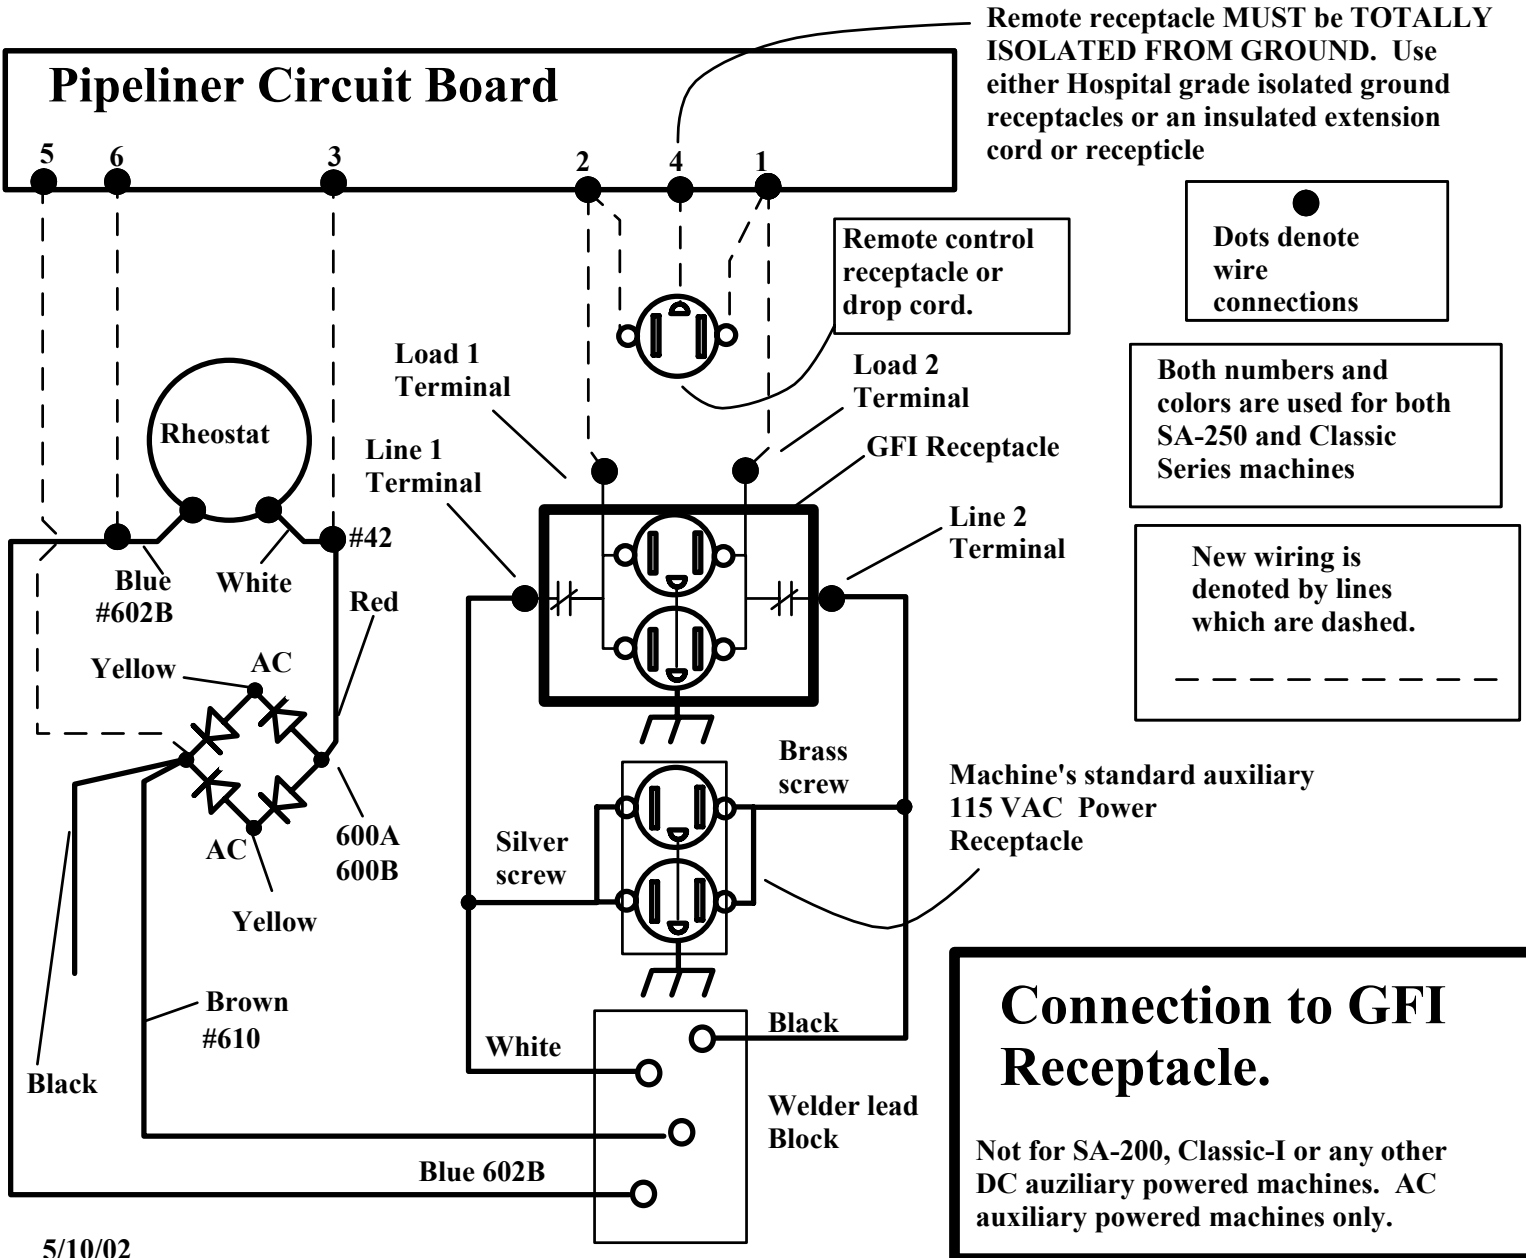 Remote receptacle MUST be TOTALLY
ISOLATED FROM GROUND.  Use
either Hospital grade isolated ground
receptacles or an insulated extension
cord or recepticle
Pipeliner Circuit Board
5
6
3
2
4
1
Dots denote
wire
connections
Remote control
receptacle or
drop cord.
Load 1
Terminal
Load 2
Terminal
Both numbers and
colors are used for both
SA-250 and Classic
Series machines
Rheostat
Line 1
Terminal
GFI Receptacle
Line 2
Terminal
#42
Blue
#602B
White
Red
New wiring is
denoted by lines
which are dashed.
Yellow
AC
Brass
screw
Machine's standard auxiliary
115 VAC  Power
Receptacle
600A
600B
AC
Silver
screw
Yellow
Brown
#610
Black
White
Black
Welder lead
Block
Blue 602B
Connection to GFI
Receptacle.
Not for SA-200, Classic-I or any other
DC auziliary powered machines.  AC
auxiliary powered machines only.
5/10/02